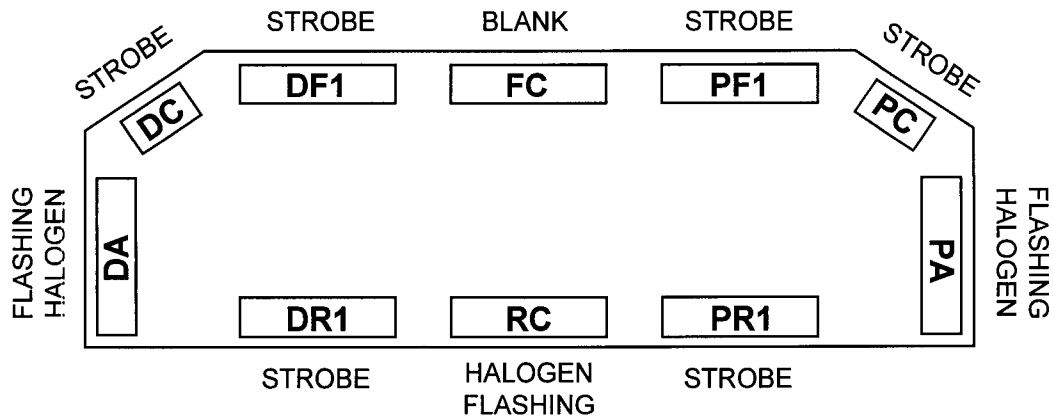 STROBE
BLANK
STROBE
STROBE
STROBE
DF1
FC
PF1
DC
PC
FLASHING
HALOGEN
DA
PA
FLASHING
HALOGEN
DR1
RC
PR1
STROBE
HALOGEN
FLASHING
STROBE